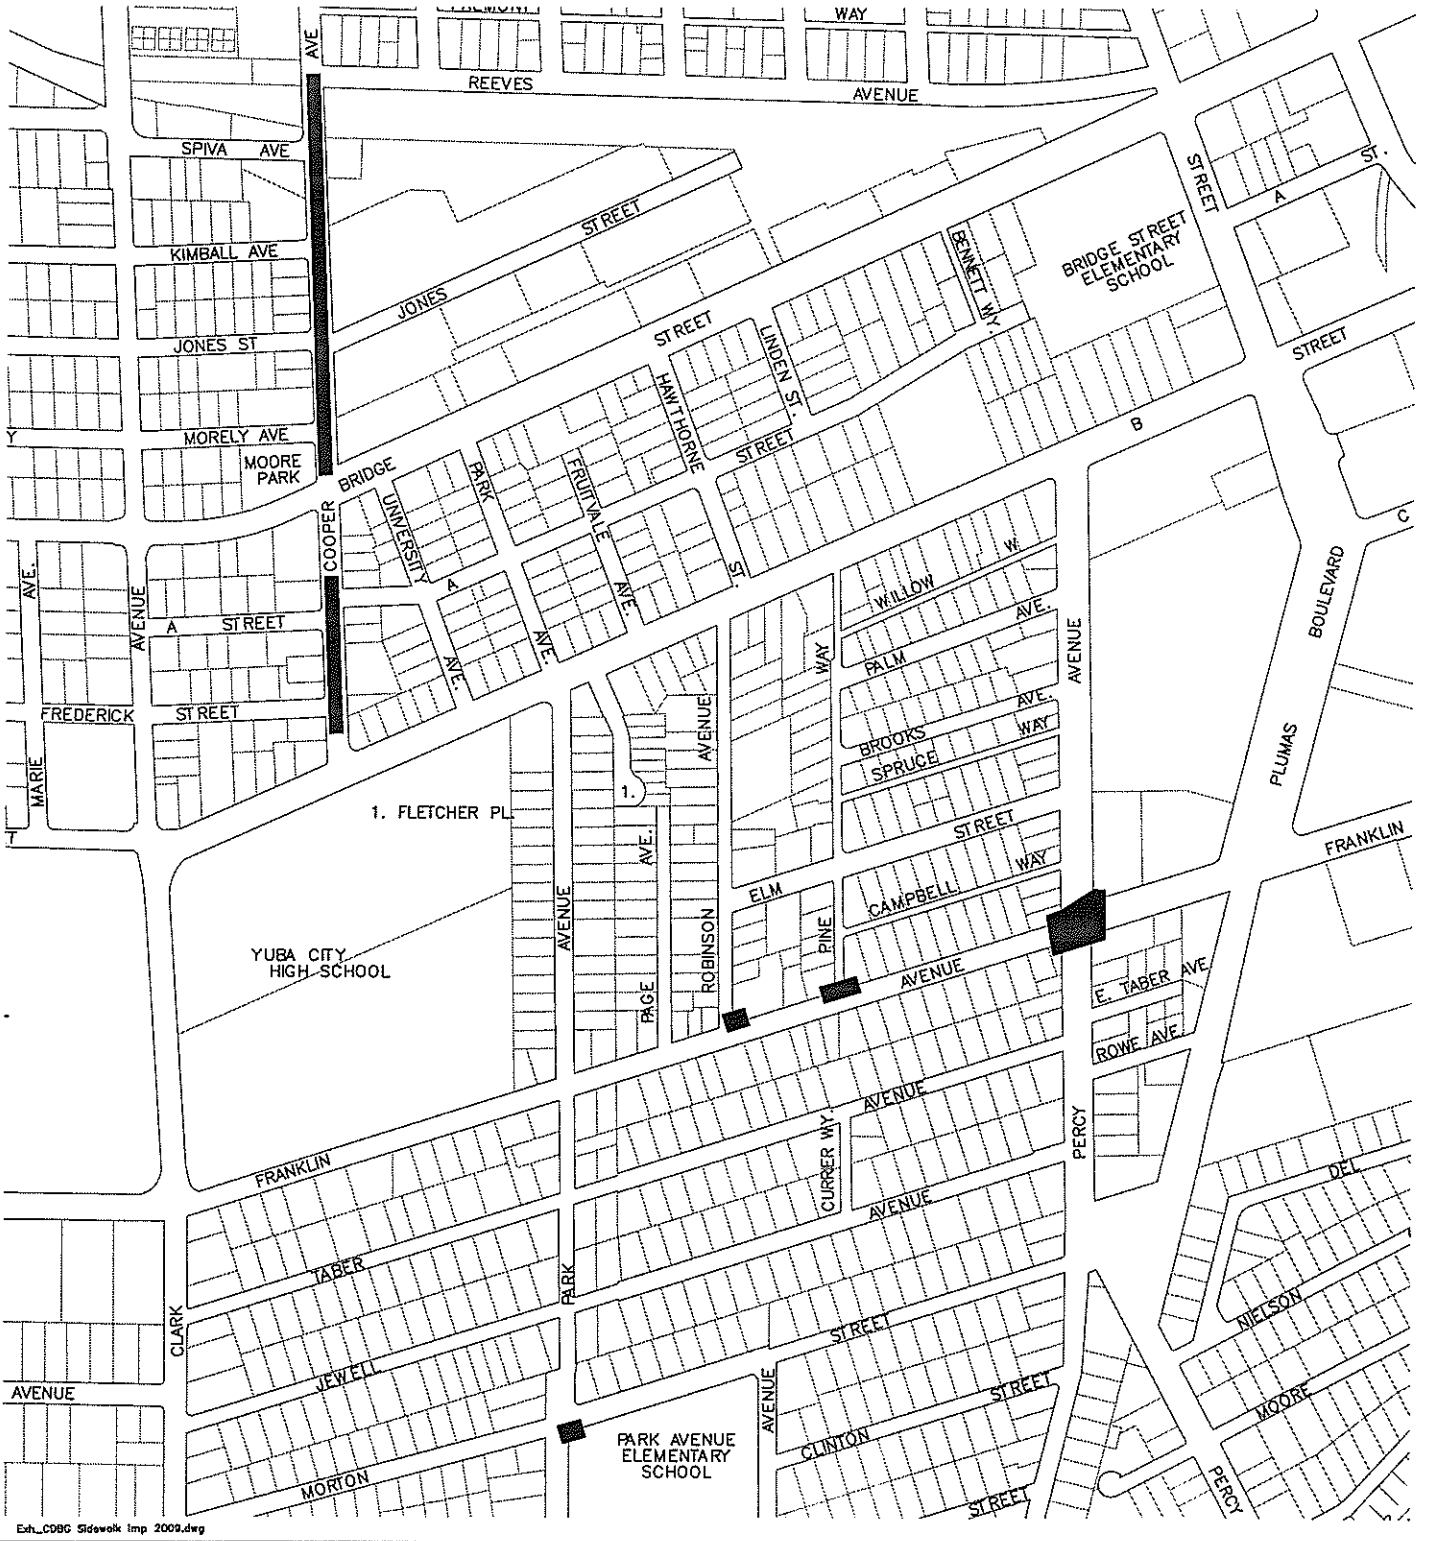 WAY
AVE
REEVES
AVENUE
SPIVA AVE
STREET
ST.
A
KIMBALL AVE
STREET
BENNETT WY.
BRIDGE STREET
ELEMENTARY
SCHOOL
JONES
STREET
LINDEN ST.
STREET
JONES ST
HAWTHORNE
ST.
MORELY AVE
Y
MOORE
PARK
BRIDGE
PARK
AVE.
FRUITVALE
AVE.
STREET
B
UNIVERSITY
AVE.
COOPER
A
C
AVE.
AVENUE
A STREET
WILLOW W.
BOULEVARD
PALM AVE.
WAY
AVENUE
FREDERICK STREET
MARIE
AVENUE
BROOKS AVE.
SPRUCE WAY
PLUMAS
1.
1. FLETCHER PL.
T
STREET
FRANKLIN
AVE.
ELM
CAMPBELL WAY
AVENUE
ROBINSON
PINE
YUBA CITY
HIGH SCHOOL
AVENUE
PAGE
E. TABER AVE
ROWE AVE.
AVENUE
CURRIER WY.
PERCY
FRANKLIN
DEL
AVENUE
TABER
PARK
NIELSON
CLARK
STREET
JEWELL
AVENUE
AVENUE
STREET
MOORE
PARK AVENUE
ELEMENTARY
SCHOOL
CLINTON
MORTON
STREET
PERCY
Exh_CDBG Sidewalk Imp 2009.dwg